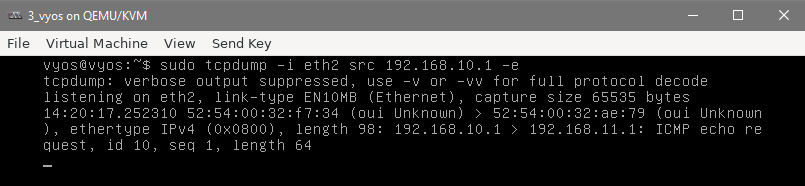 3_vyos on QEMU/KVM
File Virtual Machine View Send Key
vyos@vyos:~$ sudo tcpdump -i eth2 src 192.168.10.1 -e
tcpdump: verbose output suppressed, use -v or -vv for full protocol decode
listening on eth2, link-type EN10MB (Ethernet), capture size 65535 bytes
14:20:17.252310 52:54:00:32:f7:34 (oui Unknown) > 52:54:00:32:ae:79 (oui Unknown
), ethertype IPv4 (0x0800), length 98: 192.168.10.1 > 192.168.11.1: ICMP echo re
quest, id 10, seq 1, length 64